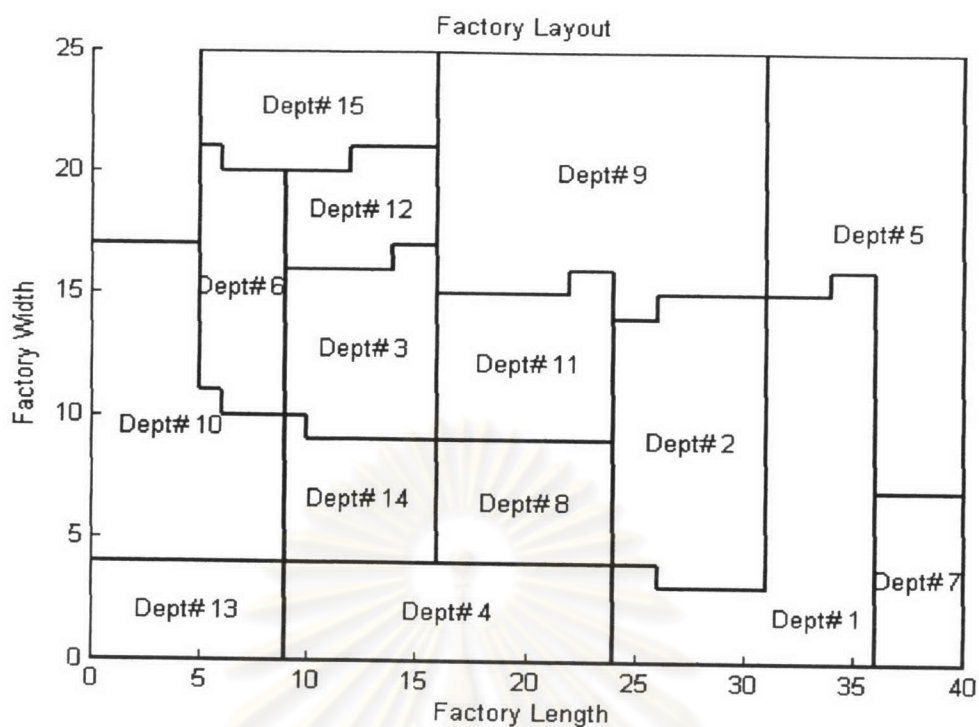 Factory Layout
25
Dept# 15
20
Dept# 9
Dept# 12
Dept# 5
15
Dept# 6
Dept# 3
Dept# 11
Factory Width
10
Dept# 10
Dept# 2
Dept# 14
Dept# 8
5
Dept# 7
Dept# 13
Dept# 4
Dept# 1
0
0
5
10
15
20
25
30
35
40
Factory Length